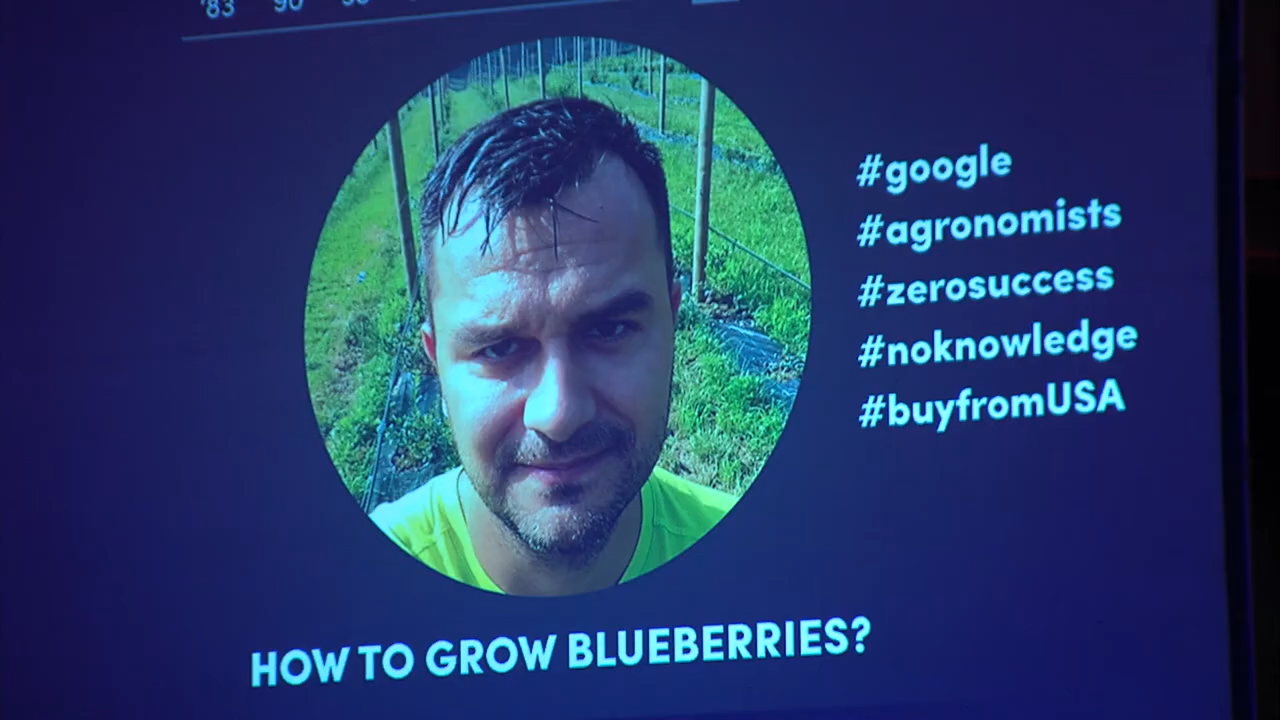 '83 90
#google
#agronomists
#zerosuccess
#noknowledge
#buyfromUSA
HOW TO GROW BLUEBERRIES?